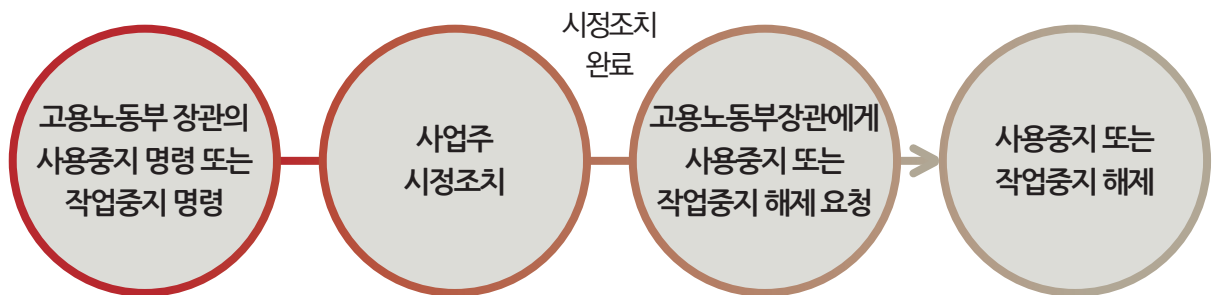 고용노동부 장관의
사용중지 명령 또는
작업중지 명령
사업주
시정조치
시정조치
완료
고용노동부장관에게
사용중지 또는
작업중지 해제 요청
사용중지 또는
작업중지 해제